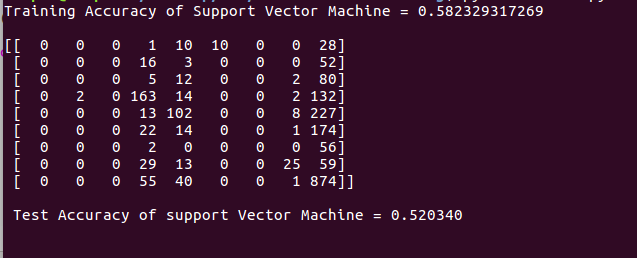 Training Accuracy of Support Vector Machine = 0.582329317269
[[ 0 0 0 1 10 10 0 0 28]
[ 0 0 0 16 3 0 0 0 52]
[ 0 0 0 5 12 0 0 2 80]
[ 0 2 0 163 14 0 0 2 132]
[ 0 0 0 13 102 0 0 8 227]
[ 0 0 0 22 14 0 0 1 174]
[ 0 0 0 2 0 0 0 0 56]
[ 0 0 0 29 13 0 0 25 59]
[ 0 0 0 55 40 0 0 1 874]]
Test Accuracy of support Vector Machine = 0.520340